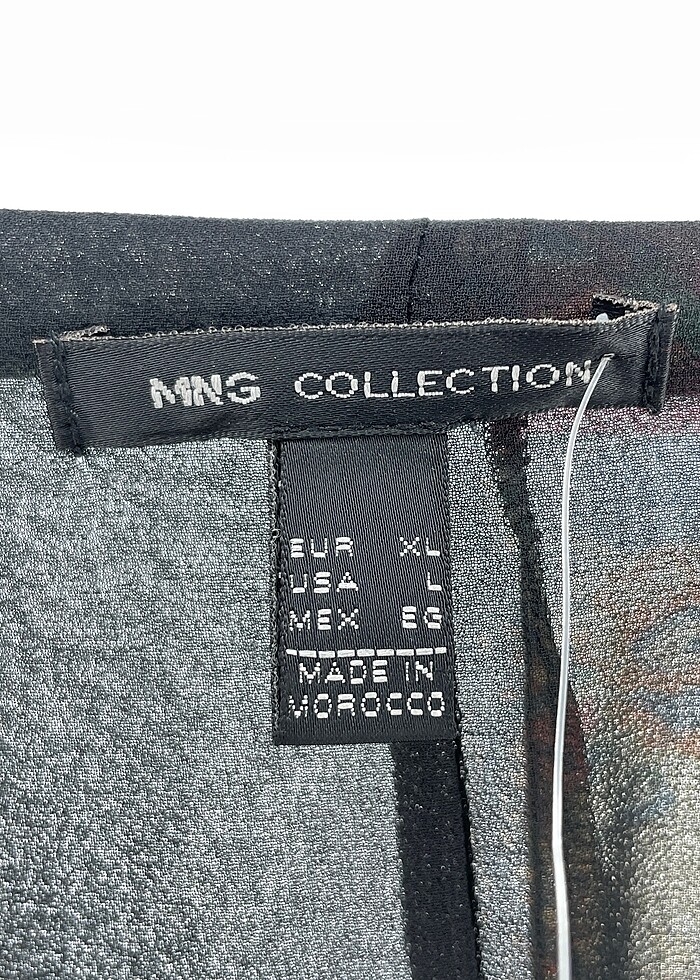 MNG COLLECTION
EUR XL
USA L
MEX EG
MADE IN
MOROCCO